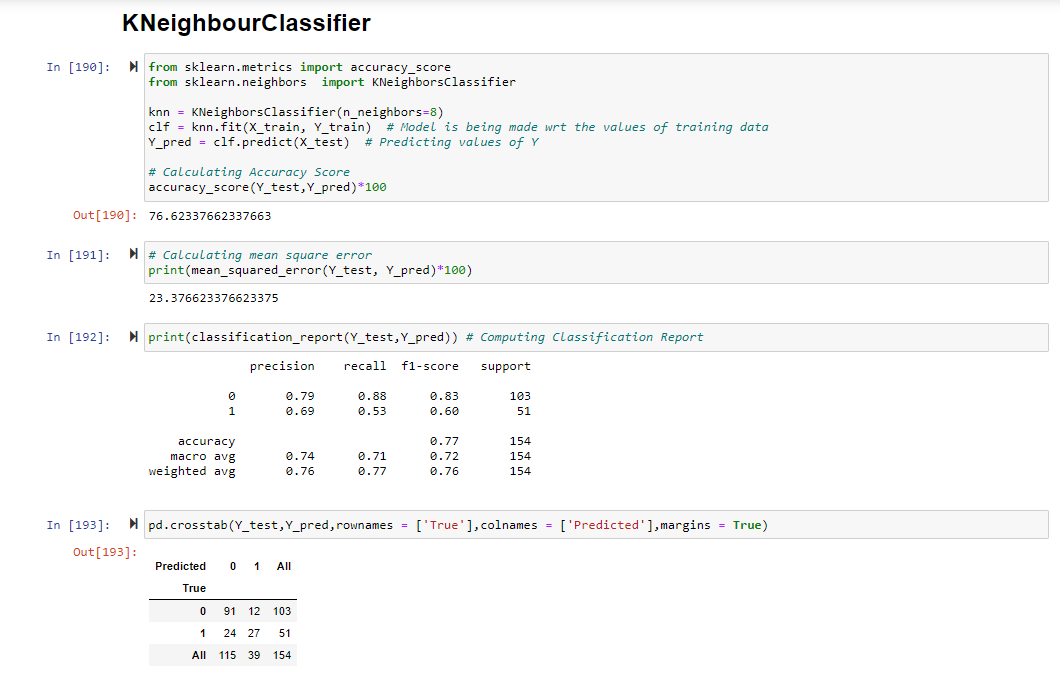 KNeighbourClassifier
In [190]:
from sklearn.metrics import accuracy_score
from sklearn.neighbors  import KNeighborsClassifier
knn = KNeighborsClassifier(n_neighbors=8)
clf = knn.fit(X_train, Y_train)  # Model is being made wrt the values of training data
Y_pred = clf.predict(X_test)  # Predicting values of Y
# Calculating Accuracy Score
accuracy_score(Y_test,Y_pred)*100
Out[190]: 76.62337662337663
In [191]:
# Calculating mean square error
print(mean_squared_error(Y_test, Y_pred)*100)
23.376623376623375
In [192]: print(classification_report(Y_test,Y_pred)) # Computing Classification Report
precision recall f1-score support
0 0.79 0.88 0.83 103
1 0.69 0.53 0.60 51
accuracy 0.77 154
macro avg 0.74 0.71 0.72 154
weighted avg 0.76 0.77 0.76 154
In [193]: pd.crosstab(Y_test,Y_pred,rownames = ['True'],colnames = ['Predicted'],margins = True)
Out[193]:
Predicted 0 1 All
True
0 91 12 103
1 24 27 51
All 115 39 154